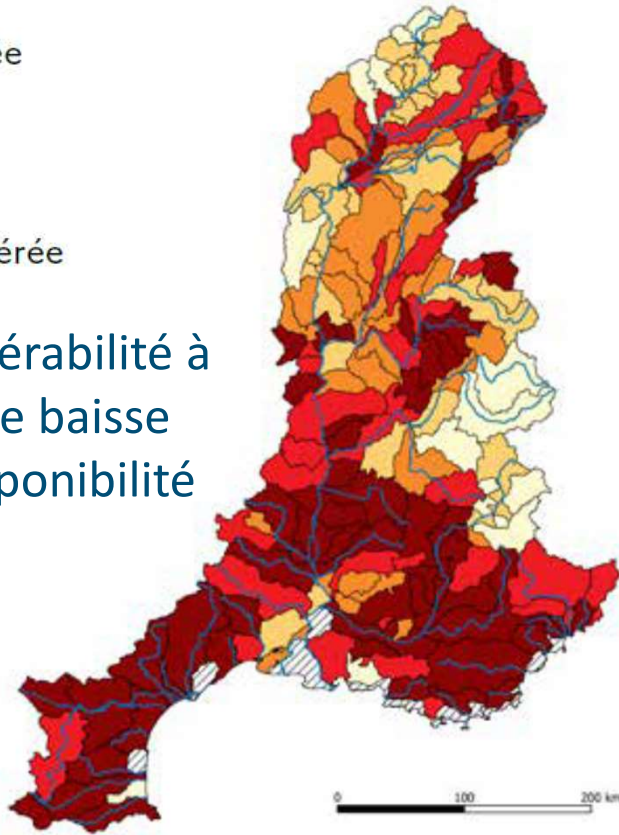 ée
érée
érabilité à
e baisse
ponibilité
0 100 200 km